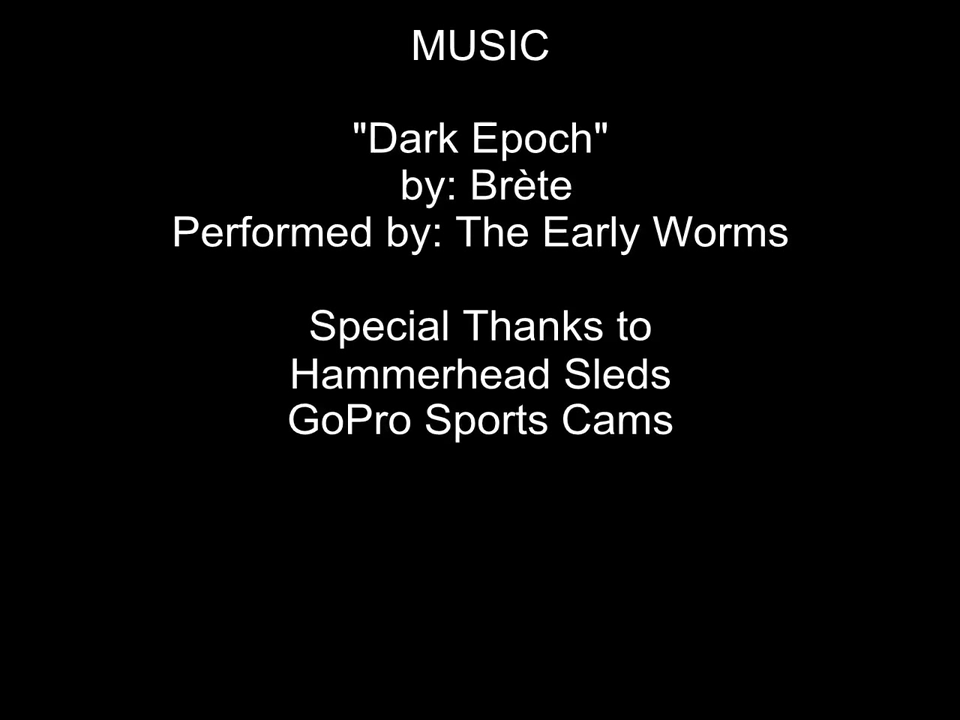 MUSIC
"Dark Epoch"
by: Brète
Performed by: The Early Worms
Special Thanks to
Hammerhead Sleds
GoPro Sports Cams